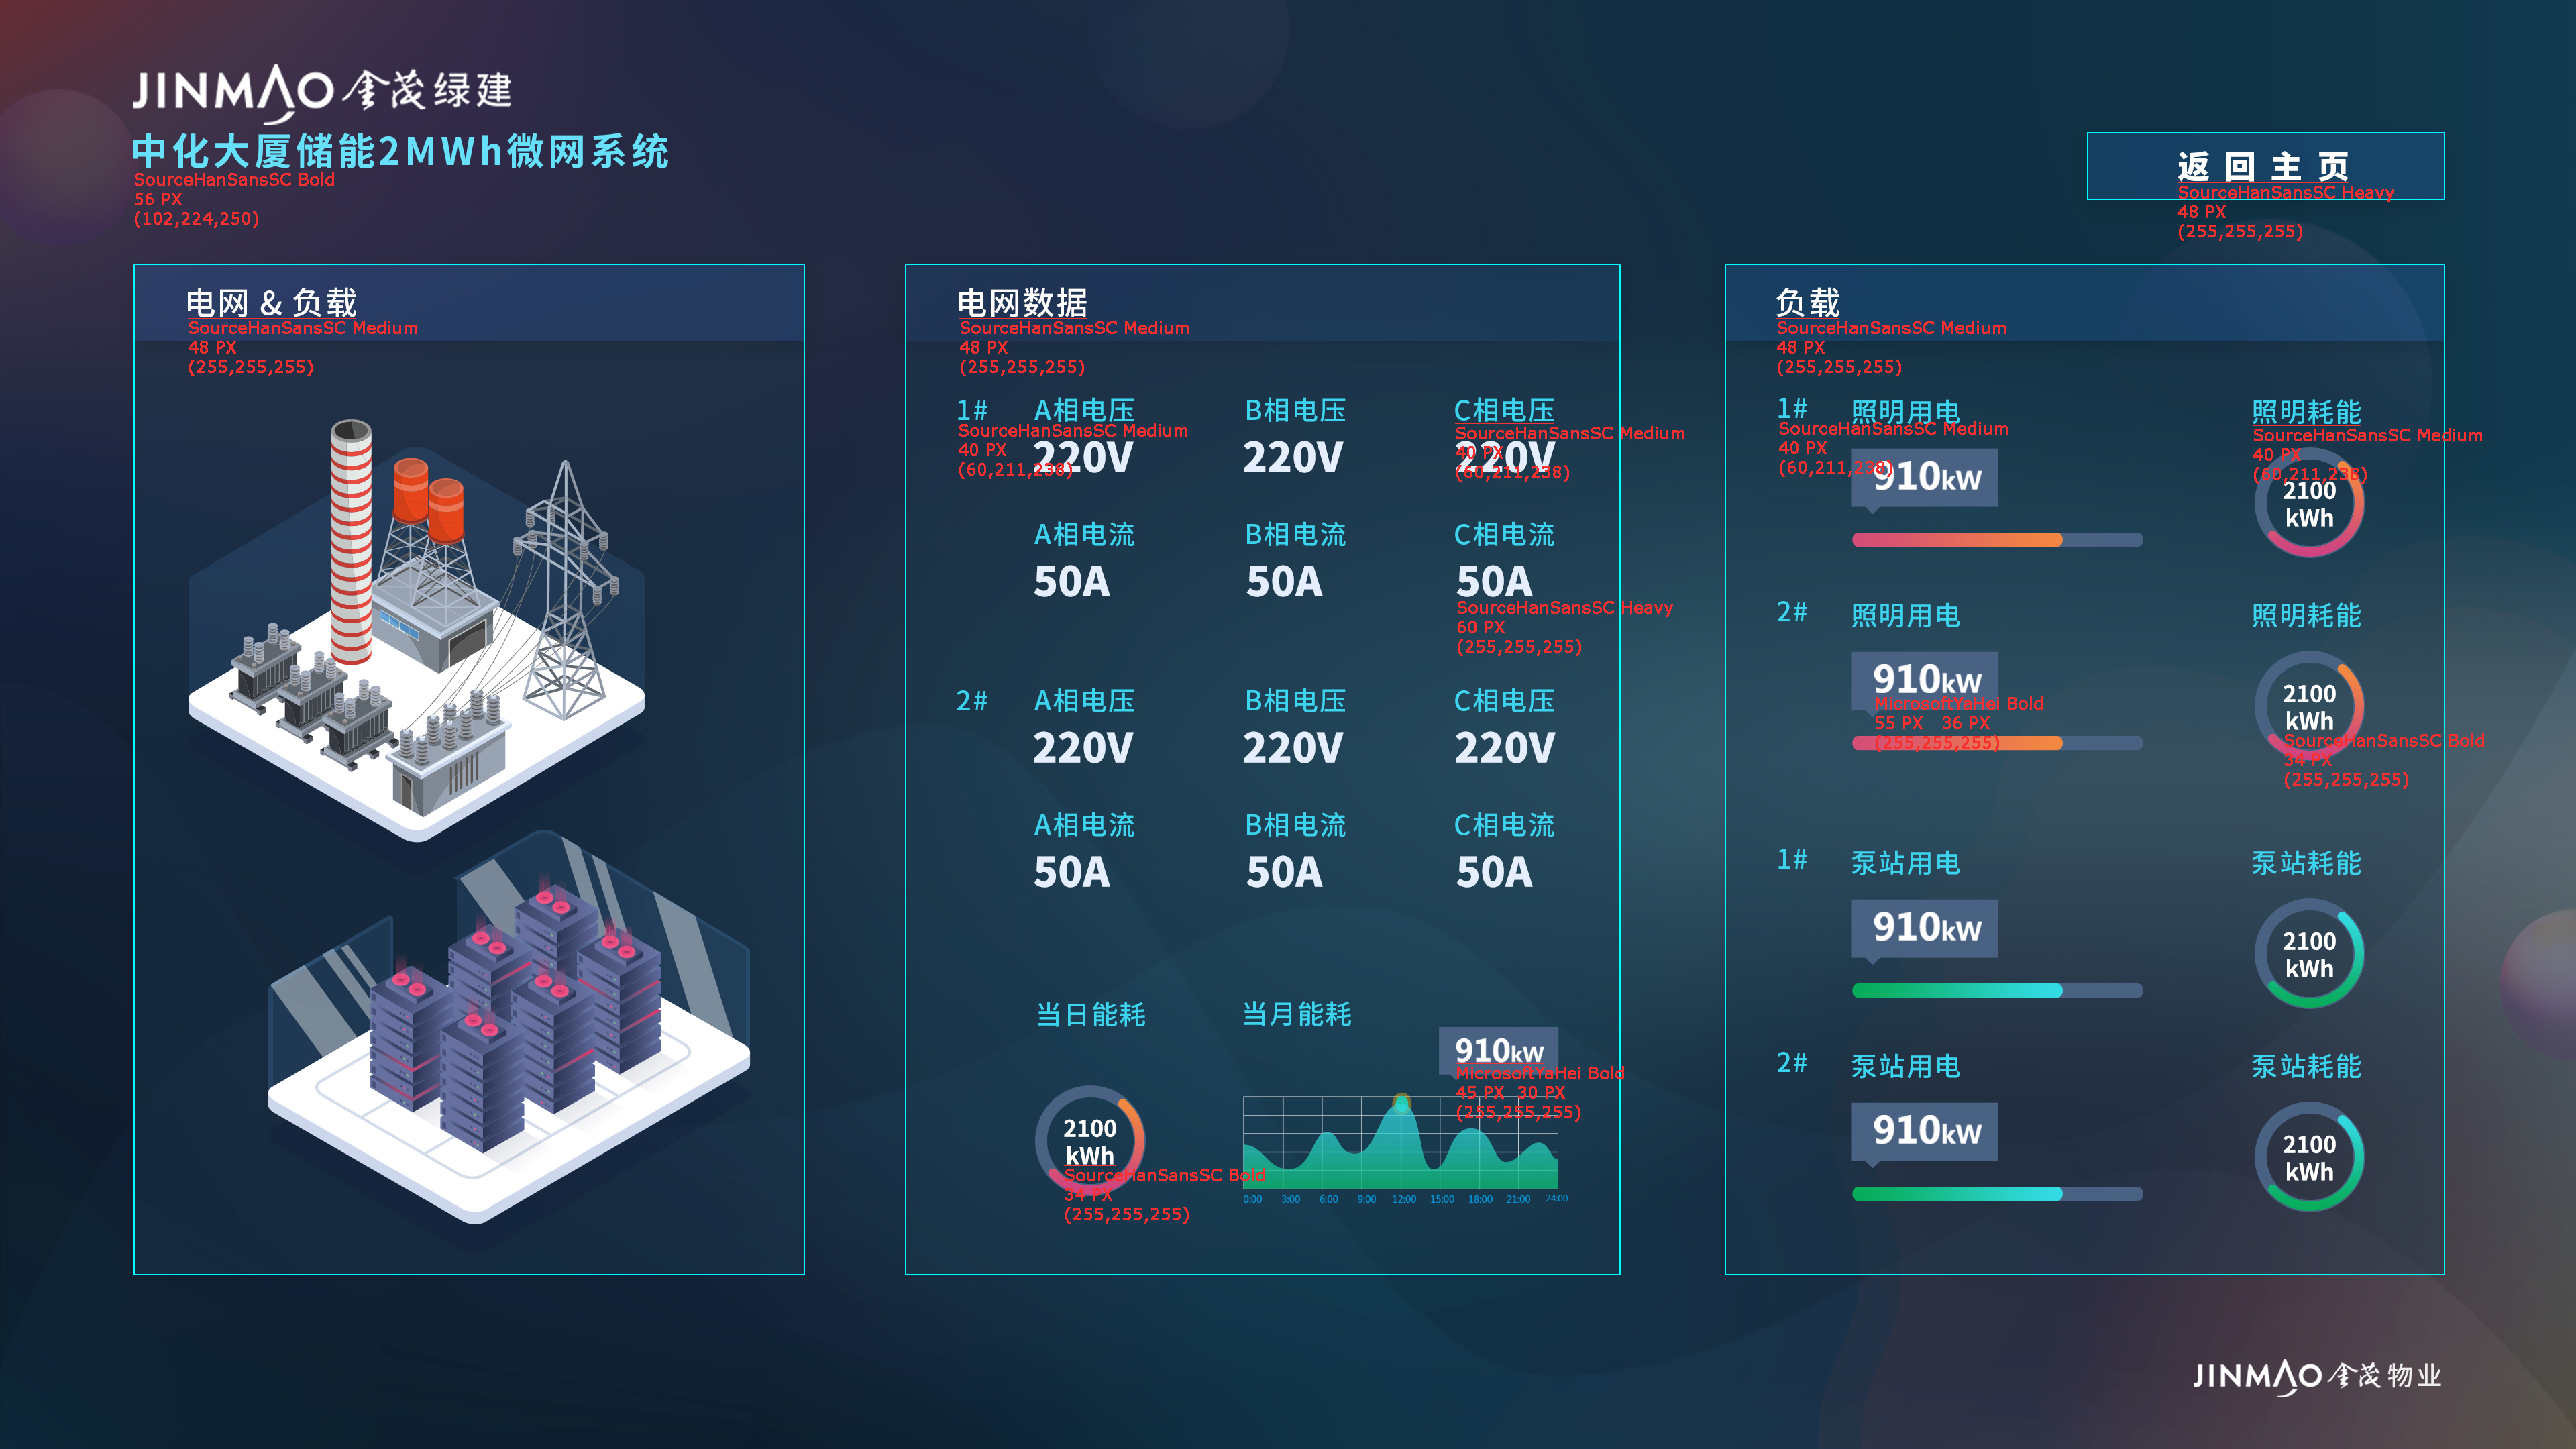 JINMAO 金茂绿建
中化大厦储能2MWh微网系统
SourceHanSansSC Bold
56 PX
(102,224,250)
返回主页
SourceHanSansSC Heavy
48 PX
(255,255,255)
电网 & 负载
SourceHanSansSC Medium
48 PX
(255,255,255)
电网数据
SourceHanSansSC Medium
48 PX
(255,255,255)
1# A相电压 B相电压 C相电压
SourceHanSansSC Medium
40 PX
(60,211,238)
SourceHanSansSC Medium
40 PX
(60,211,238)
220V 220V 220V
A相电流 B相电流 C相电流
50A 50A 50A
SourceHanSansSC Heavy
60 PX
(255,255,255)
2# A相电压 B相电压 C相电压
220V 220V 220V
A相电流 B相电流 C相电流
50A 50A 50A
当日能耗 当月能耗
2100
kWh
SourceHanSansSC Bold
34 PX
(255,255,255)
910kW
MicrosoftYaHei Bold
45 PX 30 PX
(255,255,255)
0:00 3:00 6:00 9:00 12:00 15:00 18:00 21:00 24:00
负载
SourceHanSansSC Medium
48 PX
(255,255,255)
1# 照明用电 照明耗能
SourceHanSansSC Medium
40 PX
(60,211,238)
SourceHanSansSC Medium
40 PX
(60,211,238)
910kW
2100
kWh
2# 照明用电 照明耗能
910kW
MicrosoftYaHei Bold
55 PX 36 PX
(255,255,255)
2100
kWh
SourceHanSansSC Bold
34 PX
(255,255,255)
1# 泵站用电 泵站耗能
910kW
2100
kWh
2# 泵站用电 泵站耗能
910kW
2100
kWh
JINMAO 金茂物业